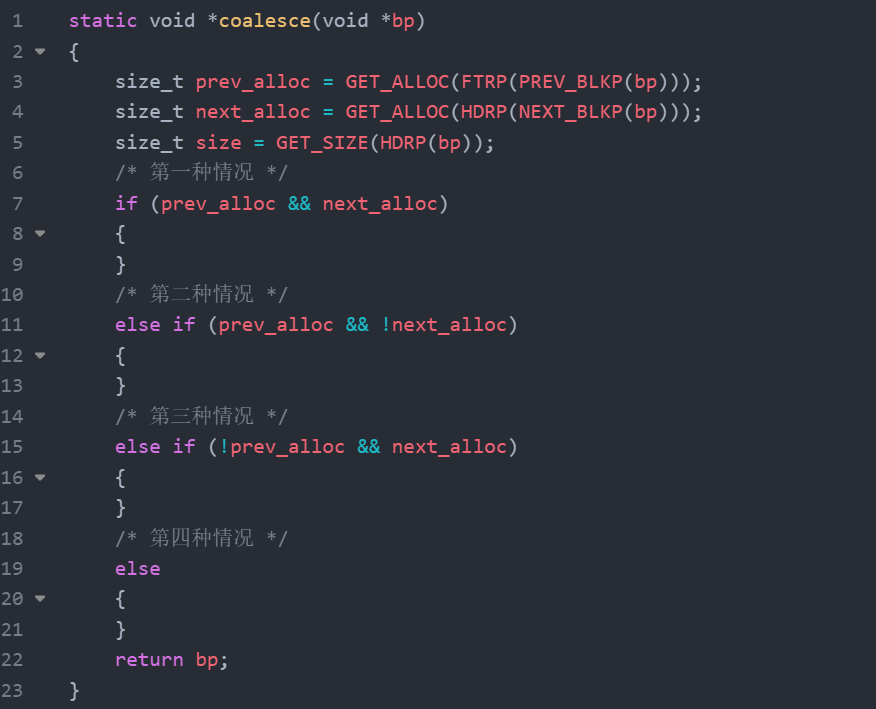 1 static void *coalesce(void *bp)
2 {
3 size_t prev_alloc = GET_ALLOC(FTRP(PREV_BLKP(bp)));
4 size_t next_alloc = GET_ALLOC(HDRP(NEXT_BLKP(bp)));
5 size_t size = GET_SIZE(HDRP(bp));
6 /* 第一种情况 */
7 if (prev_alloc && next_alloc)
8 {
9 }
10 /* 第二种情况 */
11 else if (prev_alloc && !next_alloc)
12 {
13 }
14 /* 第三种情况 */
15 else if (!prev_alloc && next_alloc)
16 {
17 }
18 /* 第四种情况 */
19 else
20 {
21 }
22 return bp;
23 }